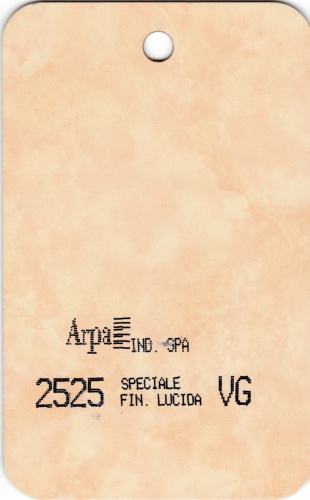 Arpa IND. SPA
2525 SPECIALE FIN. LUCIDA VG